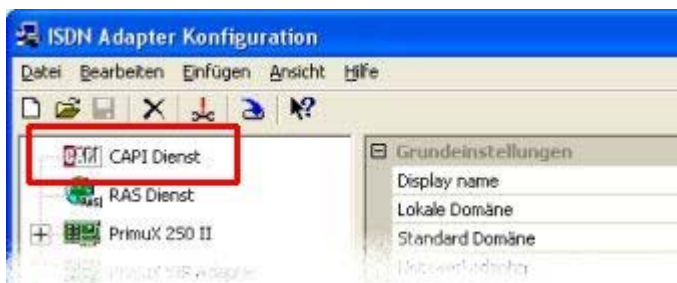 ISDN Adapter Konfiguration
Datei Bearbeiten Einfügen Ansicht Hilfe
CAPI Dienst
RAS Dienst
PrimuX 250 II
Grundeinstellungen
Display name
Lokale Domäne
Standard Domäne